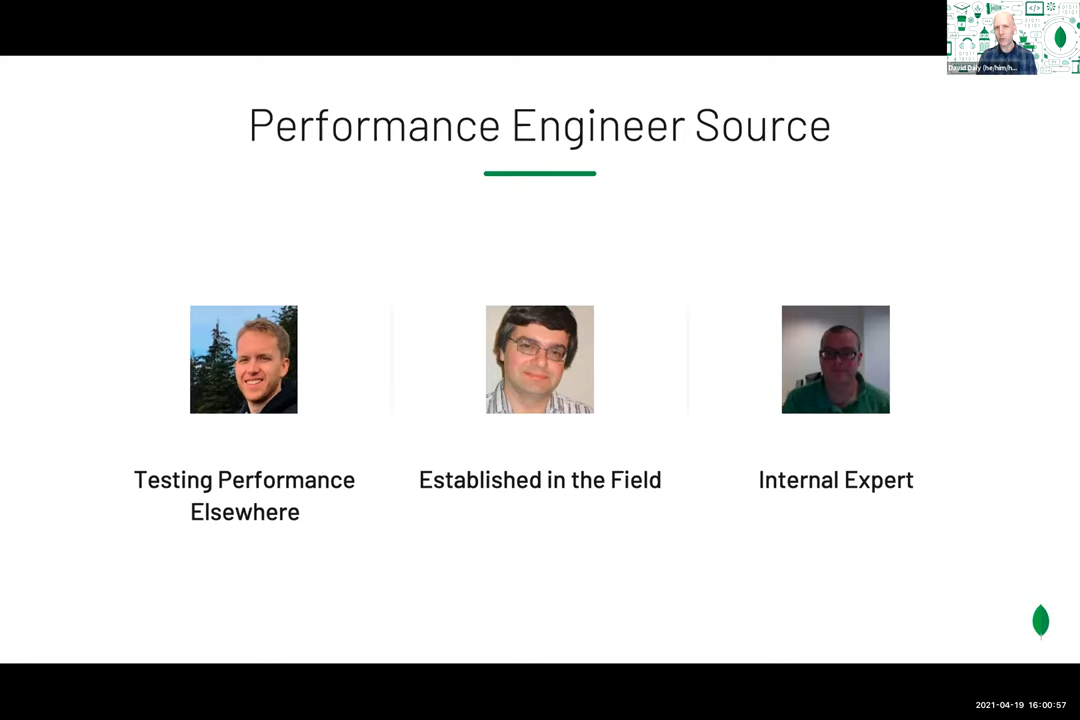 David Daly (he/him/h...
Performance Engineer Source
Testing Performance
Elsewhere
Established in the Field
Internal Expert
2021-04-19 16:00:57